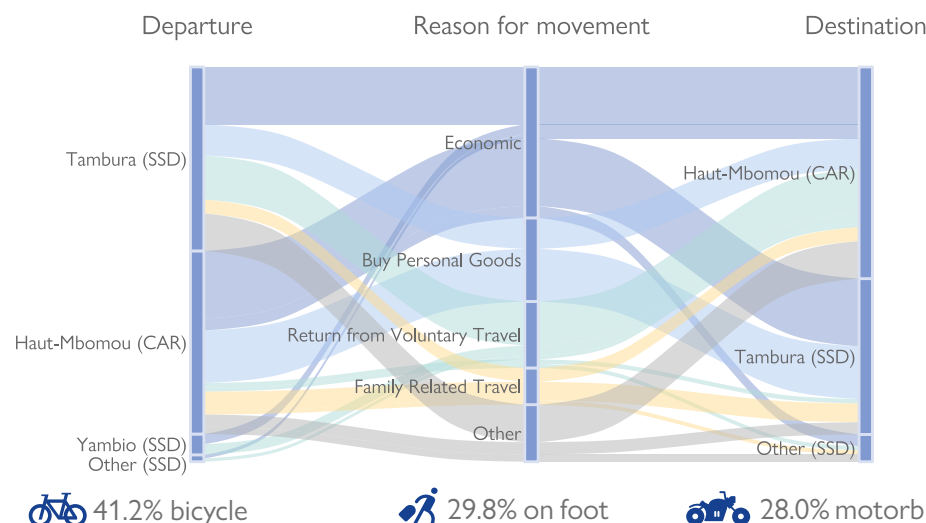 Departure
Reason for movement
Destination
Economic
Tambura (SSD)
Haut-Mbomou (CAR)
Buy Personal Goods
Return from Voluntary Travel
Haut-Mbomou (CAR)
Tambura (SSD)
Family Related Travel
Other
Yambio (SSD)
Other (SSD)
Other (SSD)
41.2% bicycle
29.8% on foot
28.0% motorb